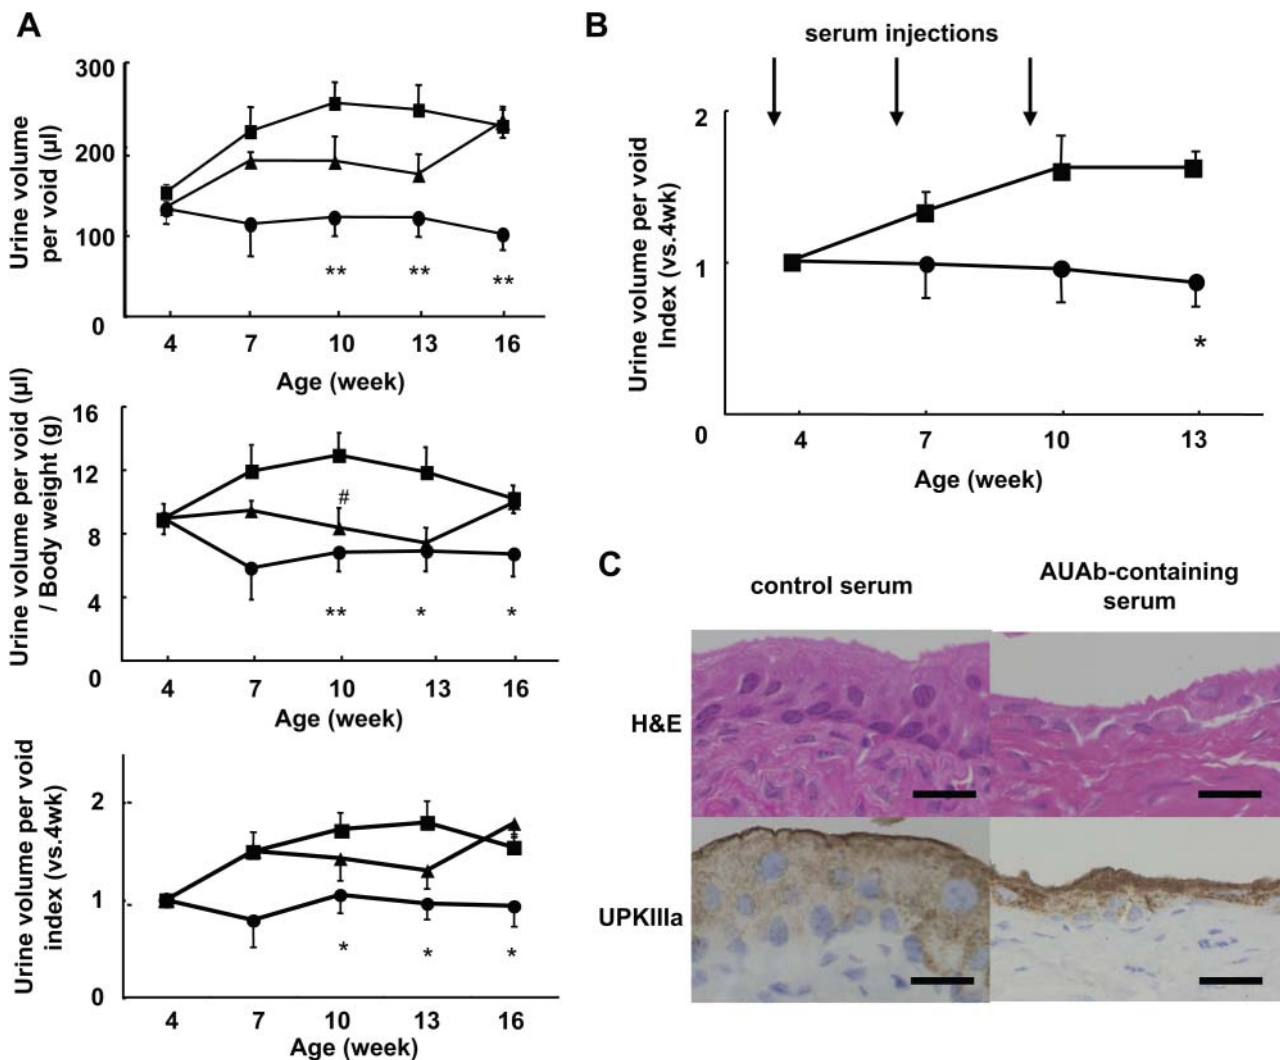 A
300
200
100
0
Urine volume
per void (µl)
**
**
**
4 7 10 13 16
Age (week)
16
12
8
4
0
Urine volume per void (µl)
/ Body weight (g)
#
**
*
*
4 7 10 13 16
Age (week)
2
1
0
Urine volume per void
index (vs.4wk)
*
*
*
4 7 10 13 16
Age (week)
B
serum injections
2
1
0
Urine volume per void
Index (vs.4wk)
*
4 7 10 13
Age (week)
C
control serum
AUAb-containing
serum
H&E
UPKIIIa